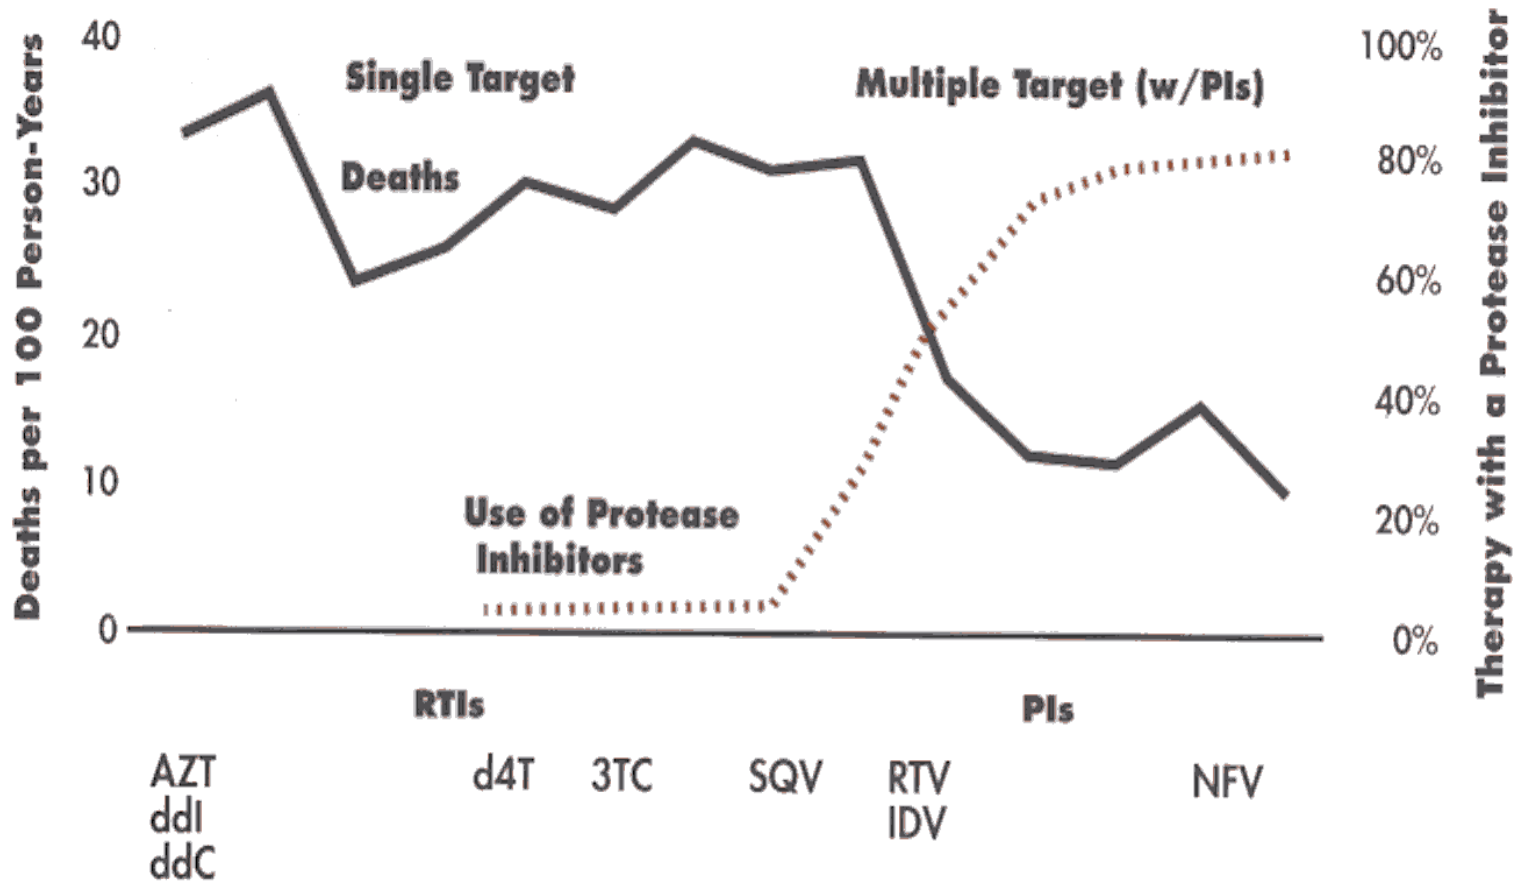 Deaths per 100 Person-Years
40
30
20
10
0
Single Target
Deaths
Use of Protease
Inhibitors
Multiple Target (w/PIs)
100%
80%
60%
40%
20%
0%
Therapy with a Protease Inhibitor
RTIs
PIs
AZT
ddI
ddC
d4T
3TC
SQV
RTV
IDV
NFV